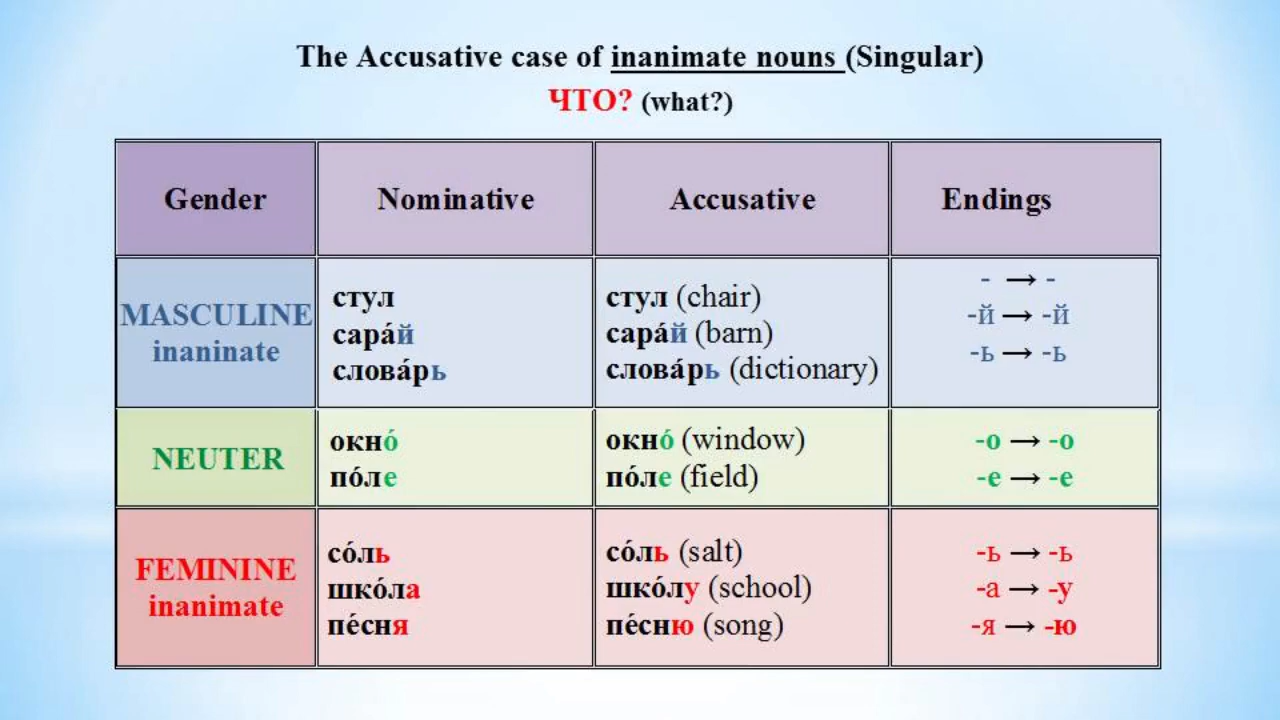 The Accusative case of inanimate nouns (Singular)
ЧТО? (what?)
Gender Nominative Accusative Endings
MASCULINE
inaninate
стул
сара́й
слова́рь
стул (chair)
сара́й (barn)
слова́рь (dictionary)
- → -
-й → -й
-ь → -ь
NEUTER
окно́
по́ле
окно́ (window)
по́ле (field)
-о → -о
-е → -е
FEMININE
inanimate
со́ль
шко́ла
пе́сня
со́ль (salt)
шко́лу (school)
пе́сню (song)
-ь → -ь
-а → -у
-я → -ю